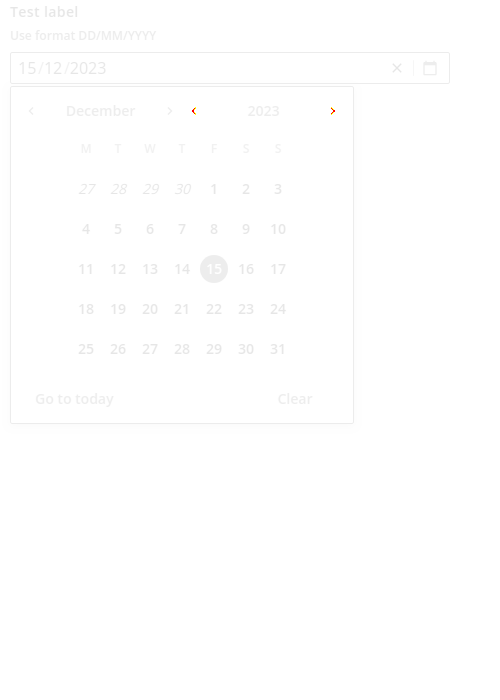 Test label
Use format DD/MM/YYYY
15/12/2023
December 2023
M T W T F S S
27 28 29 30 1 2 3
4 5 6 7 8 9 10
11 12 13 14 15 16 17
18 19 20 21 22 23 24
25 26 27 28 29 30 31
Go to today Clear